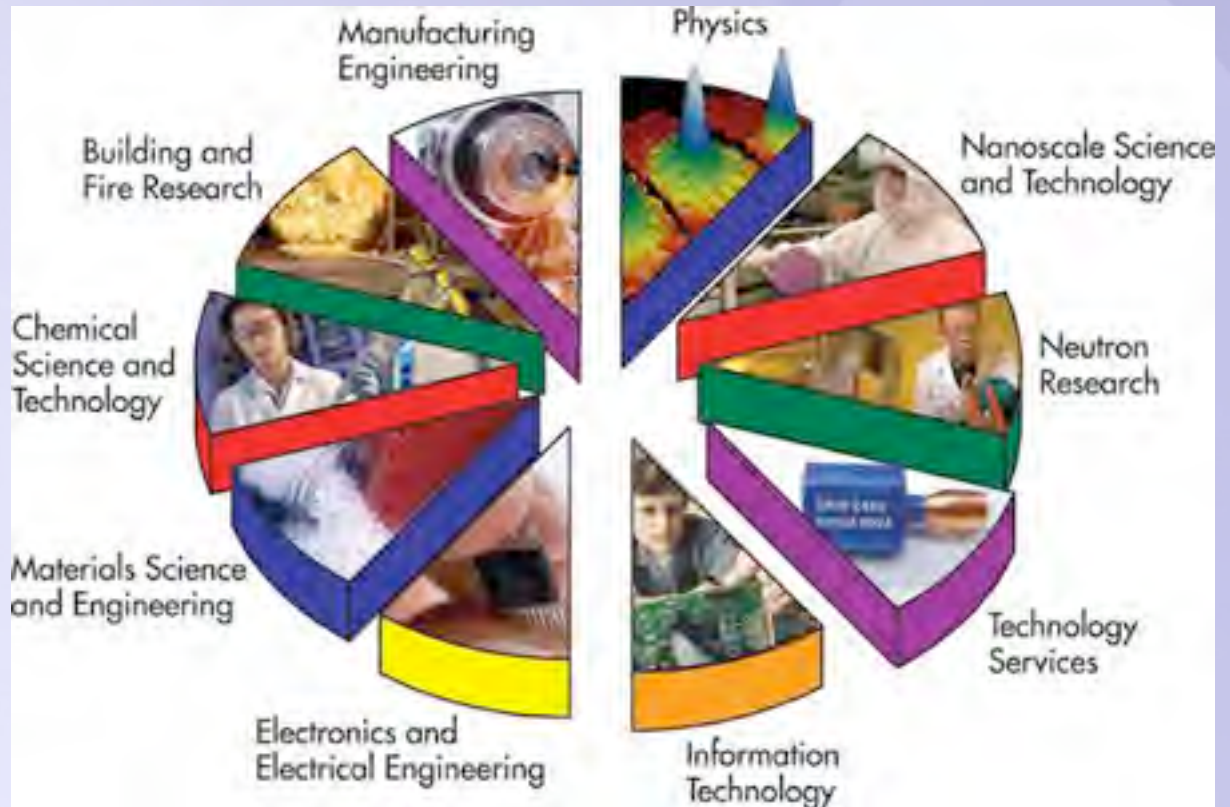 Manufacturing
Engineering
Physics
Building and
Fire Research
Nanoscale Science
and Technology
Chemical
Science and
Technology
Neutron
Research
Materials Science
and Engineering
Technology
Services
Electronics and
Electrical Engineering
Information
Technology